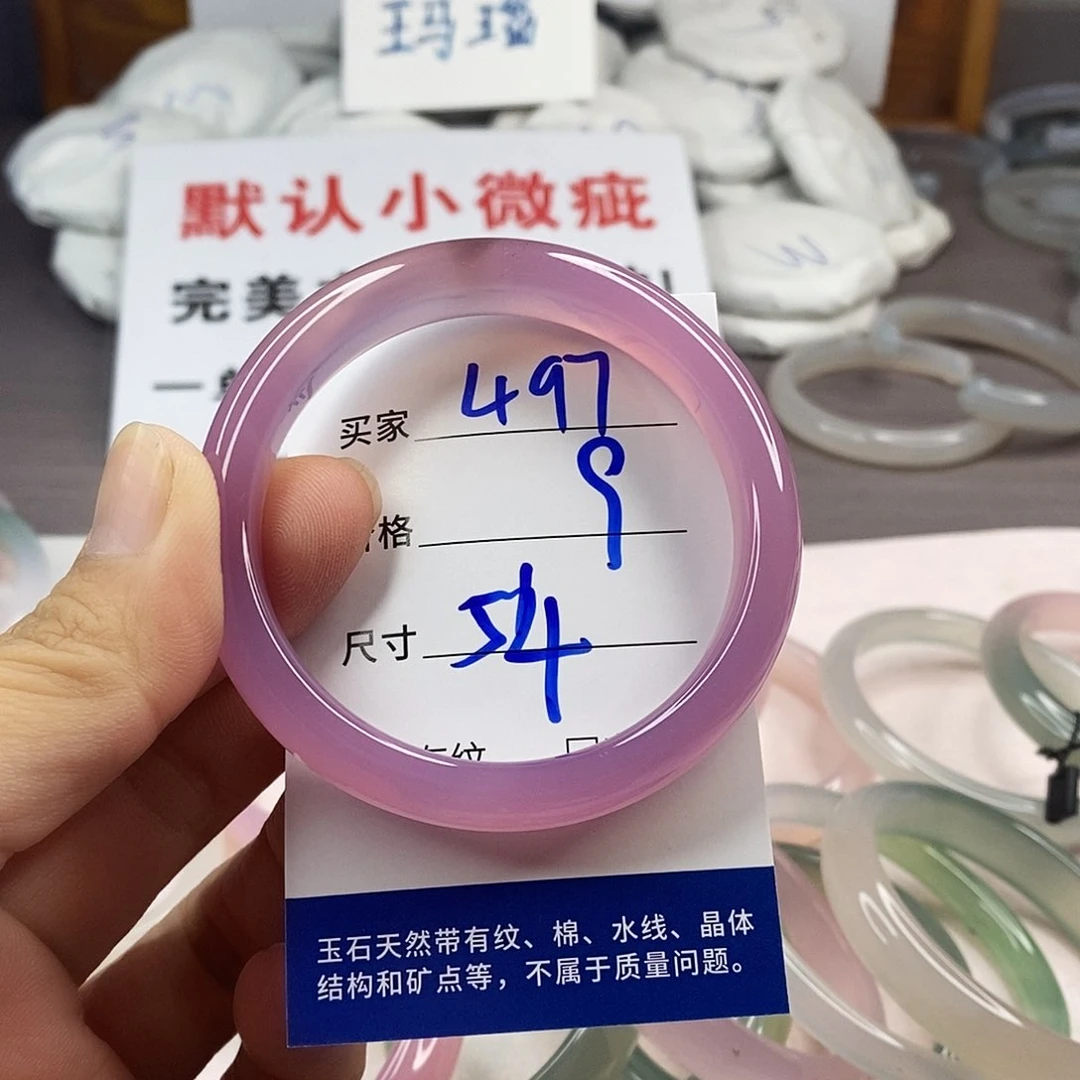 玛瑙
默认小微疵
完美
一
买家 497
格 9
尺寸 54
纹
玉石天然带有纹、棉、水线、晶体
结构和矿点等，不属于质量问题。